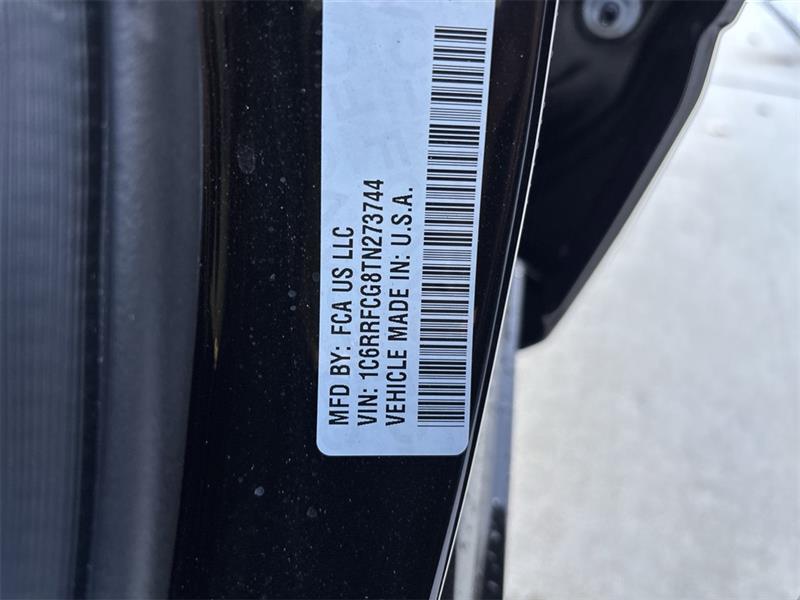 MFD BY: FCA US LLC
VIN: 1C6RRFCG8TN273744
VEHICLE MADE IN: U.S.A.